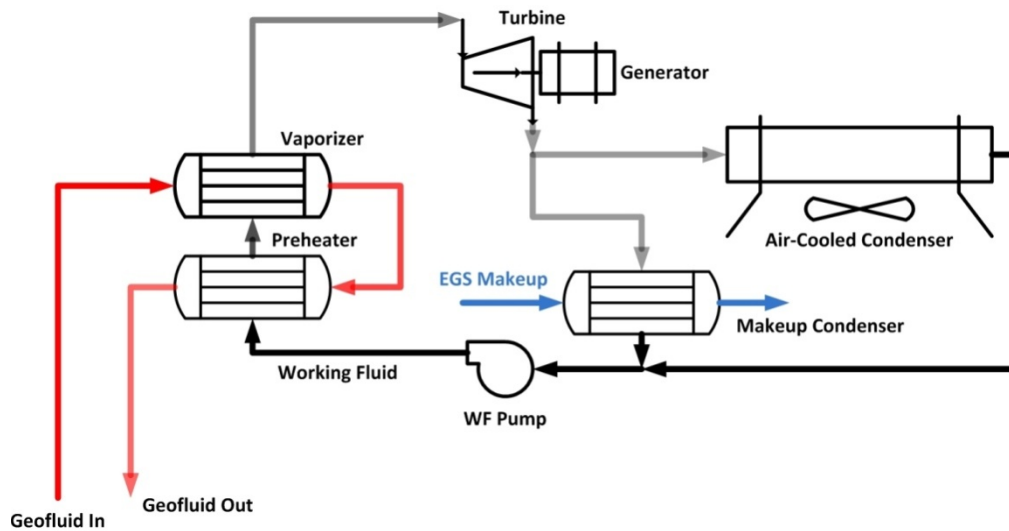 Turbine
Generator
Vaporizer
Preheater
Air-Cooled Condenser
EGS Makeup
Makeup Condenser
Working Fluid
WF Pump
Geofluid Out
Geofluid In